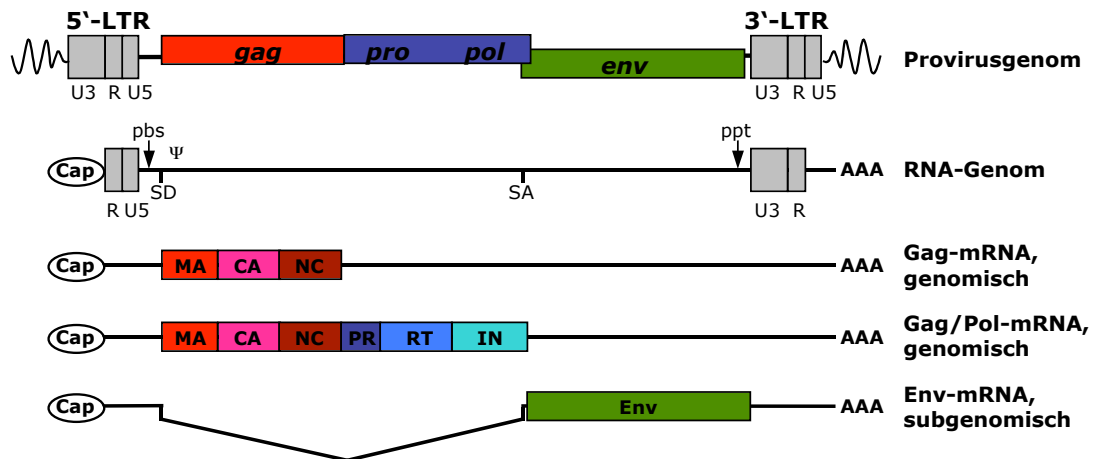 5‘-LTR 3‘-LTR
gag pro pol env Provirusgenom
U3 R U5 U3 R U5
pbs ppt
Ψ
Cap AAA RNA-Genom
SD SA
R U5 U3 R
Cap MA CA NC AAA Gag-mRNA,
genomisch
Cap MA CA NC PR RT IN AAA Gag/Pol-mRNA,
genomisch
Cap Env AAA Env-mRNA,
subgenomisch